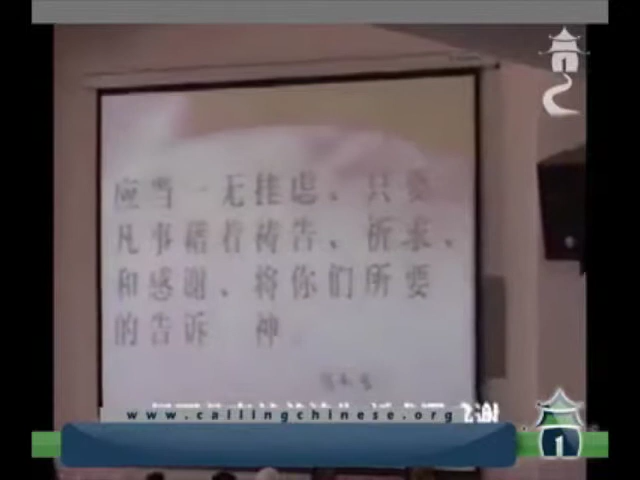 应当一无挂虑、只要
凡事藉着祷告、祈求、
和感谢、将你们所要
的告诉 神。
www.callingchinese.org
1